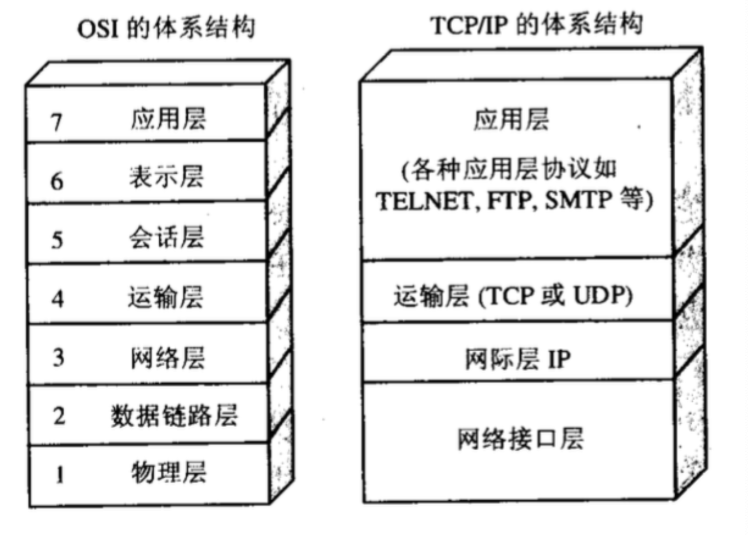 OSI 的体系结构
7 应用层
6 表示层
5 会话层
4 运输层
3 网络层
2 数据链路层
1 物理层
TCP/IP 的体系结构
应用层
(各种应用层协议如
TELNET, FTP, SMTP 等)
运输层 (TCP 或 UDP)
网际层 IP
网络接口层